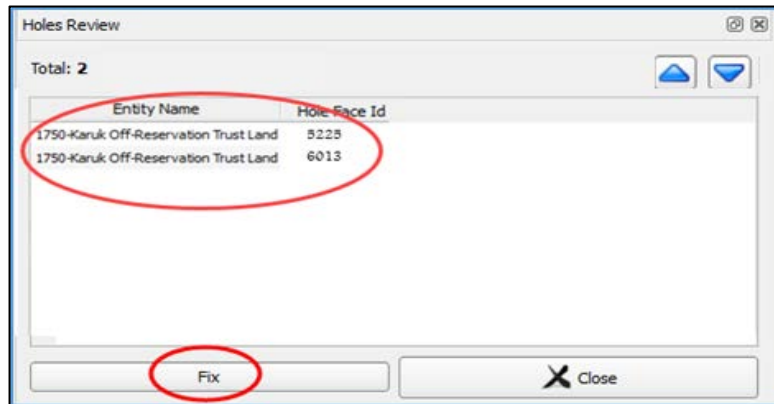 Holes Review
Total: 2
Entity Name Hole Face Id
1750-Karuk Off-Reservation Trust Land 5225
1750-Karuk Off-Reservation Trust Land 6013
Fix Close